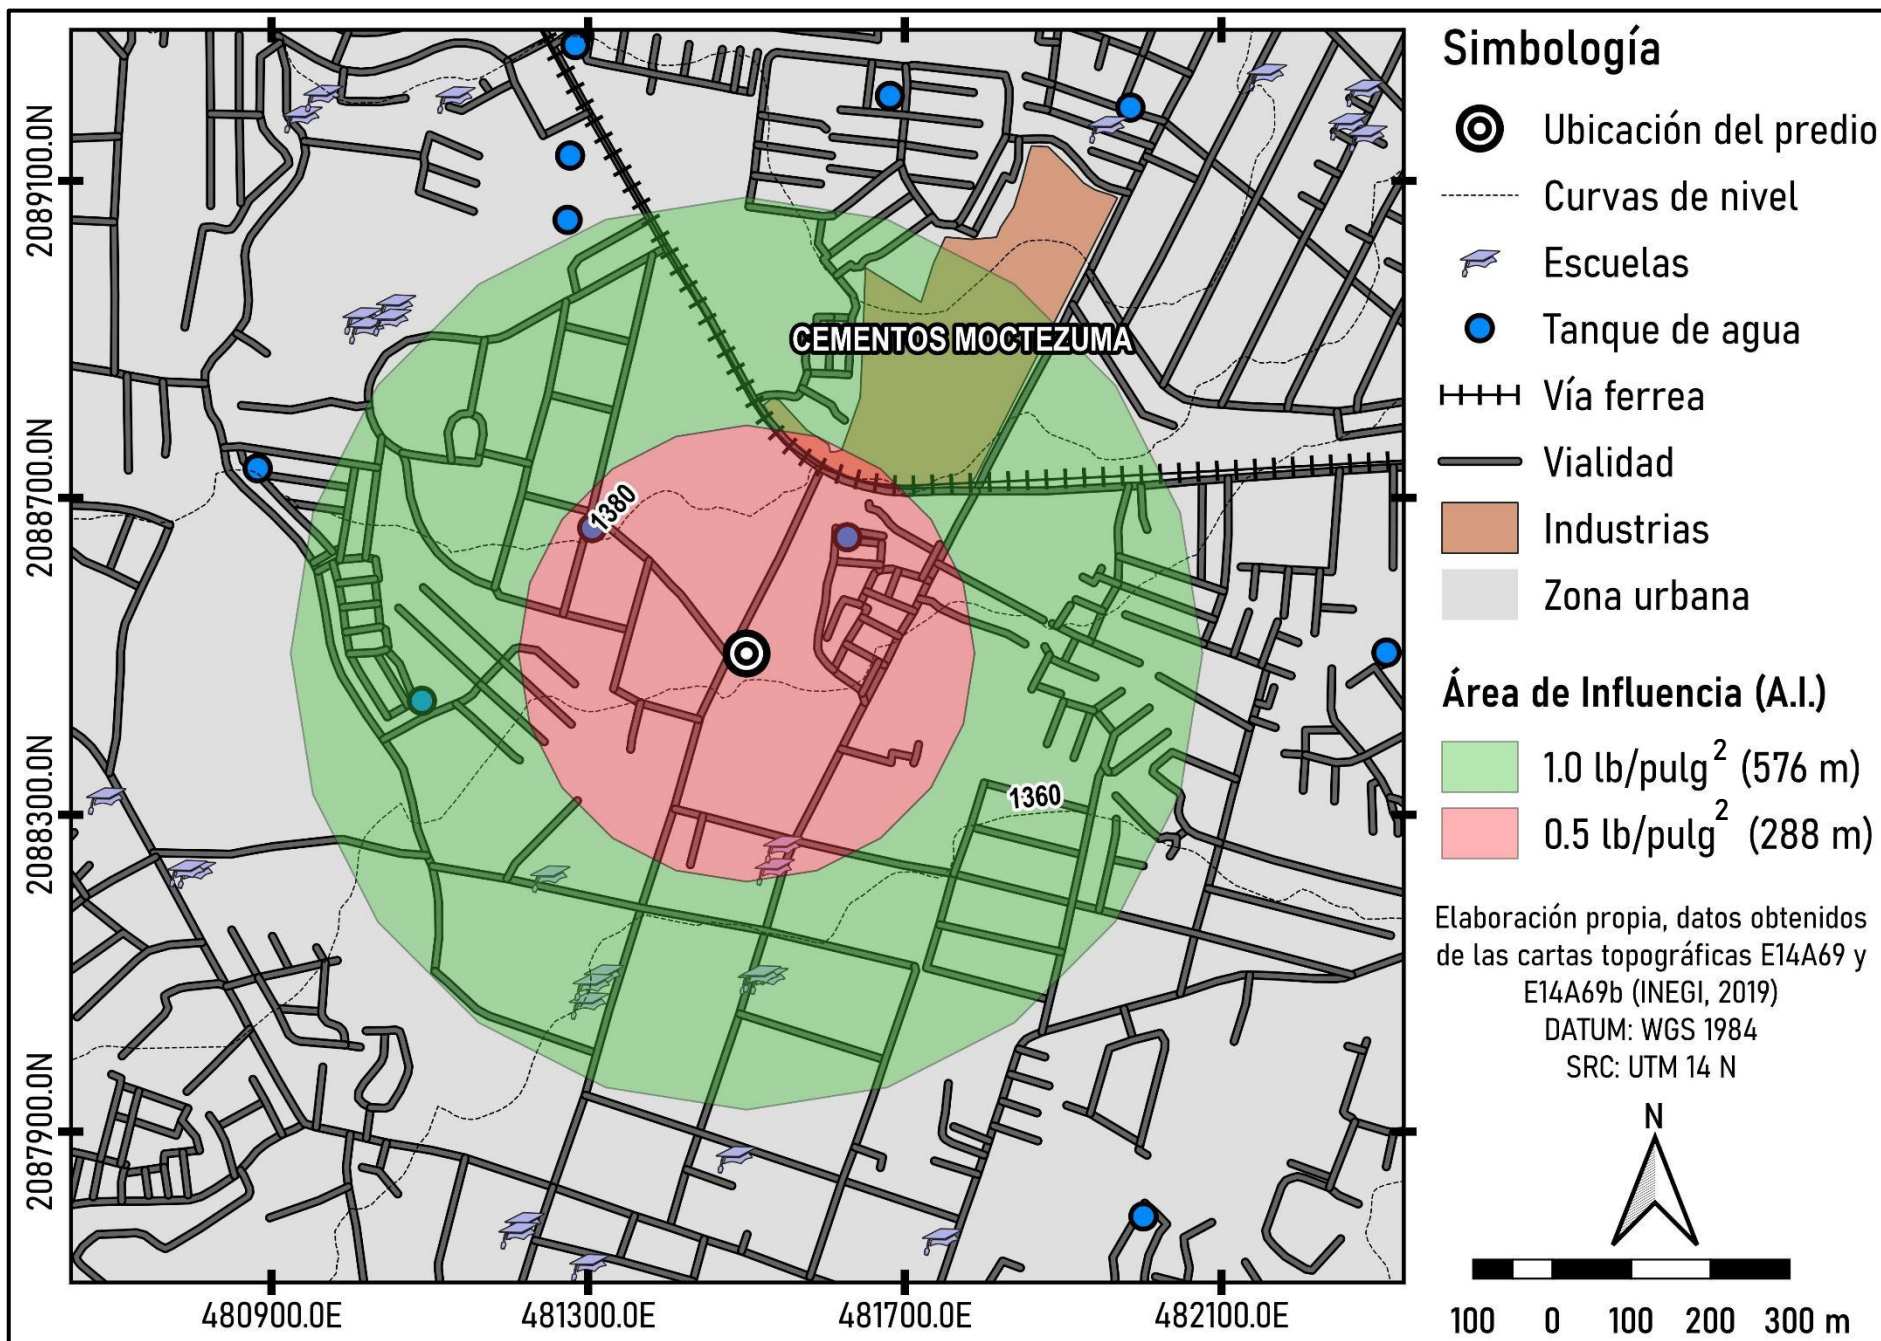 2089100.0N
2088700.0N
2088300.0N
2087900.0N
480900.0E
481300.0E
481700.0E
482100.0E
CEMENTOS MOCTEZUMA
1380
1360
Simbología
Ubicación del predio
Curvas de nivel
Escuelas
Tanque de agua
Vía ferrea
Vialidad
Industrias
Zona urbana
Área de Influencia (A.I.)
1.0 lb/pulg² (576 m)
0.5 lb/pulg² (288 m)
Elaboración propia, datos obtenidos
de las cartas topográficas E14A69 y
E14A69b (INEGI, 2019)
DATUM: WGS 1984
SRC: UTM 14 N
N
100 0 100 200 300 m